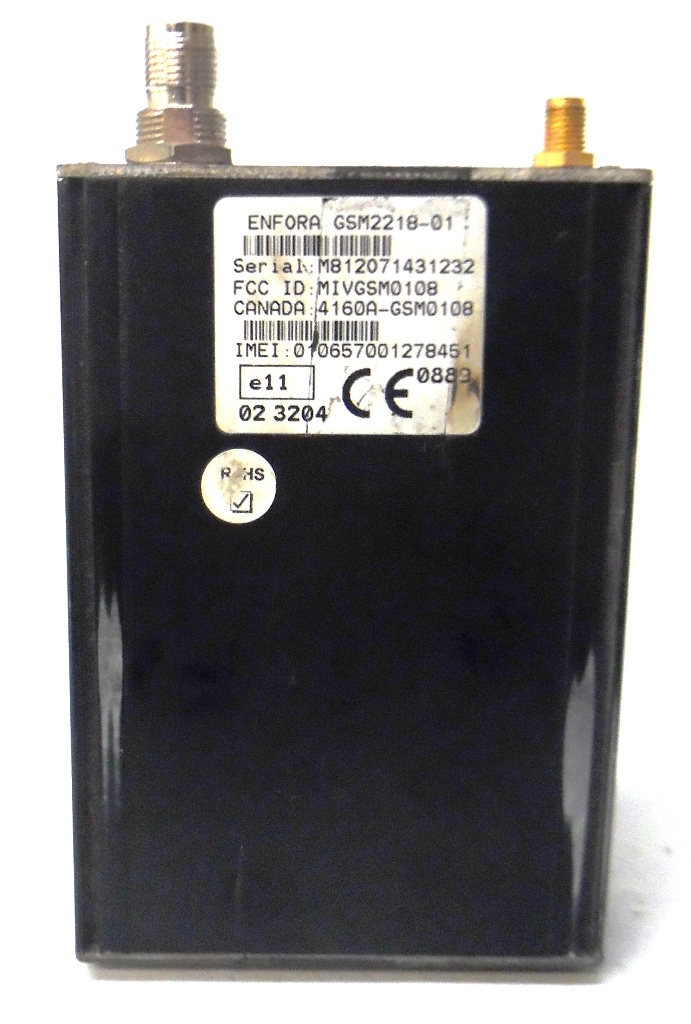 ENFORA GSM2218-01
Serial:M812071431232
FCC ID:MIVGSM0108
CANADA:4160A-GSM0108
IMEI:010657001278451
e11
CE 0889
02 3204
RoHS